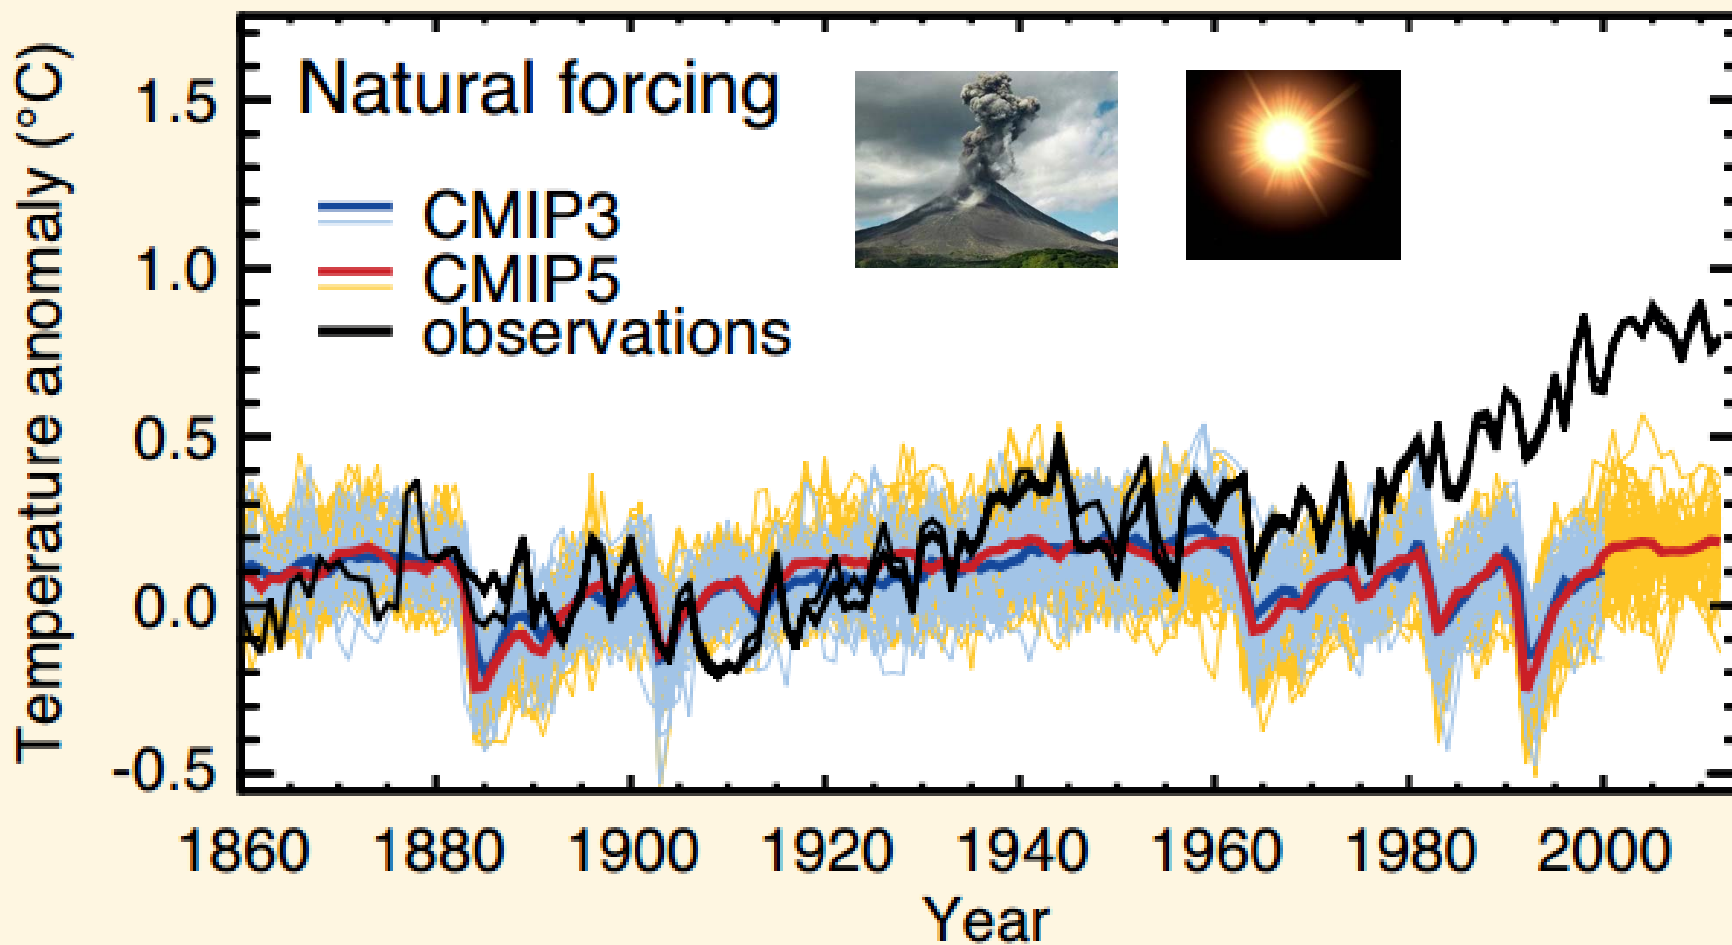 Natural forcing
CMIP3
CMIP5
observations
Temperature anomaly (°C)
1.5
1.0
0.5
0.0
-0.5
1860 1880 1900 1920 1940 1960 1980 2000
Year